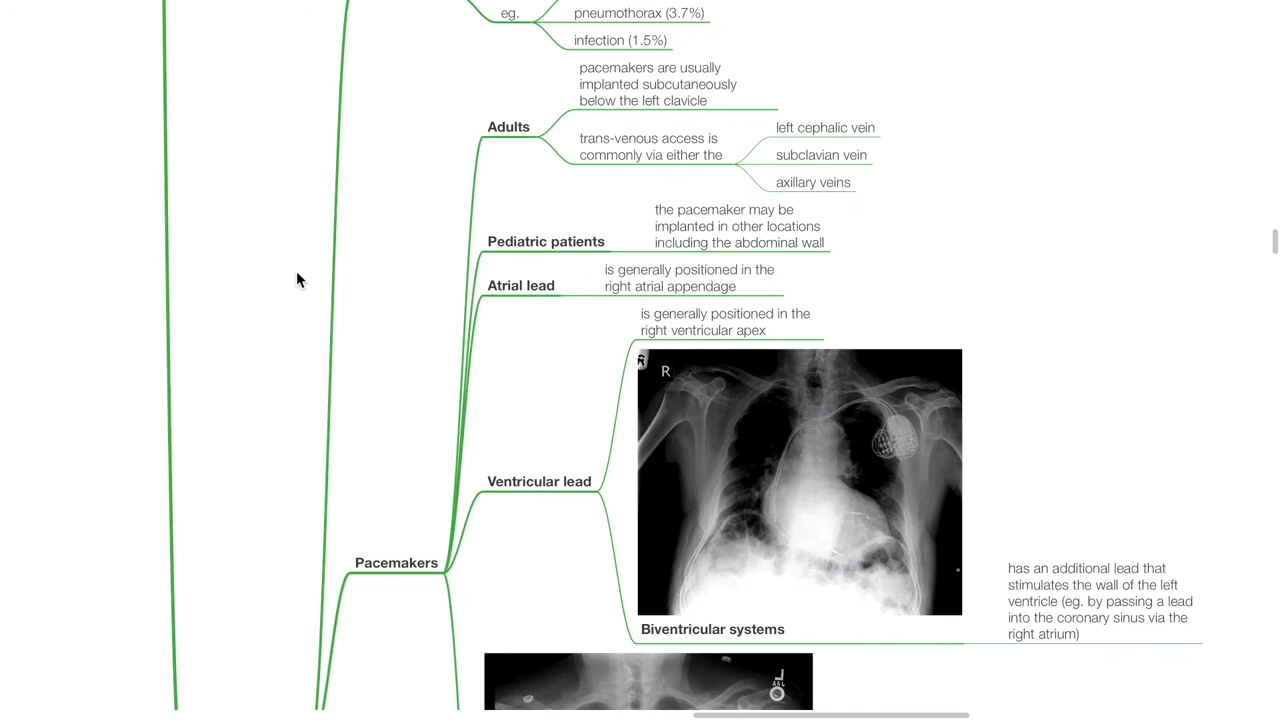 eg.
pneumothorax (3.7%)
infection (1.5%)
pacemakers are usually
implanted subcutaneously
below the left clavicle
Adults
trans-venous access is
commonly via either the
left cephalic vein
subclavian vein
axillary veins
Pediatric patients
the pacemaker may be
implanted in other locations
including the abdominal wall
Atrial lead
is generally positioned in the
right atrial appendage
is generally positioned in the
right ventricular apex
R
R
Ventricular lead
Pacemakers
Biventricular systems
has an additional lead that
stimulates the wall of the left
ventricle (eg. by passing a lead
into the coronary sinus via the
right atrium)
L
AAL